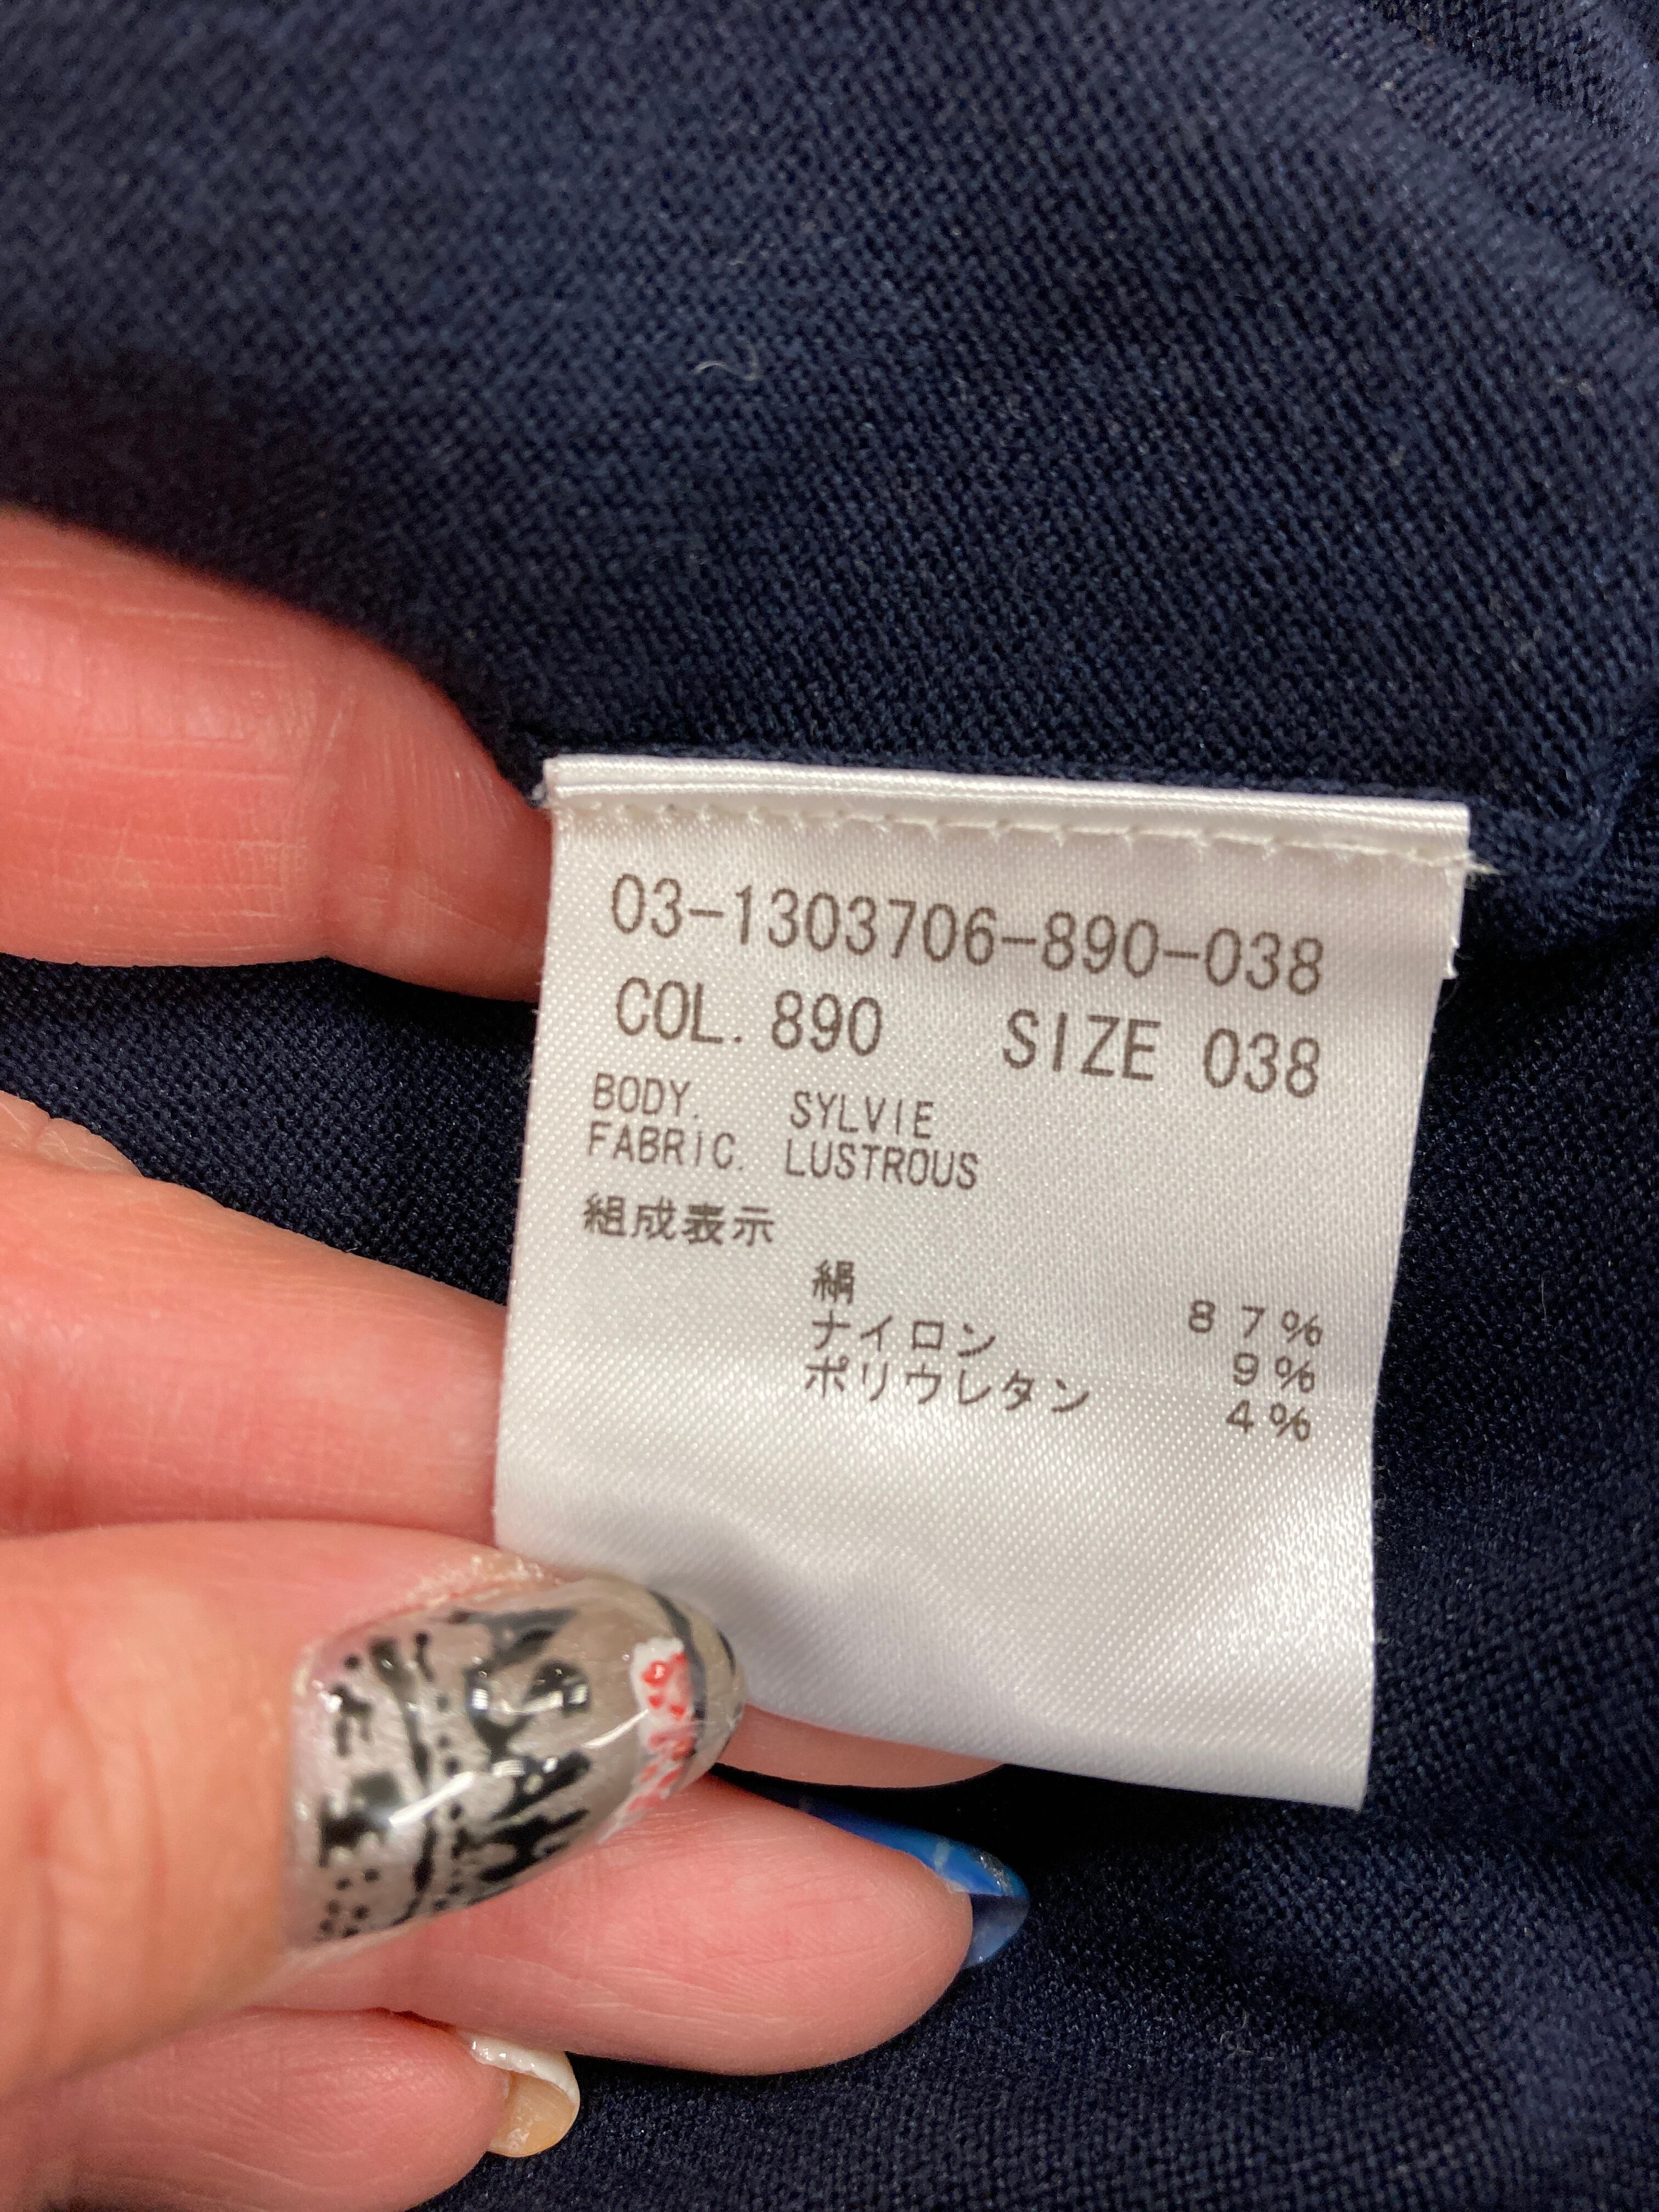 03-1303706-890-038
COL. 890 SIZE 038
BODY. SYLVIE
FABRIC. LUSTROUS
組成表示
絹 87%
ナイロン 9%
ポリウレタン 4%